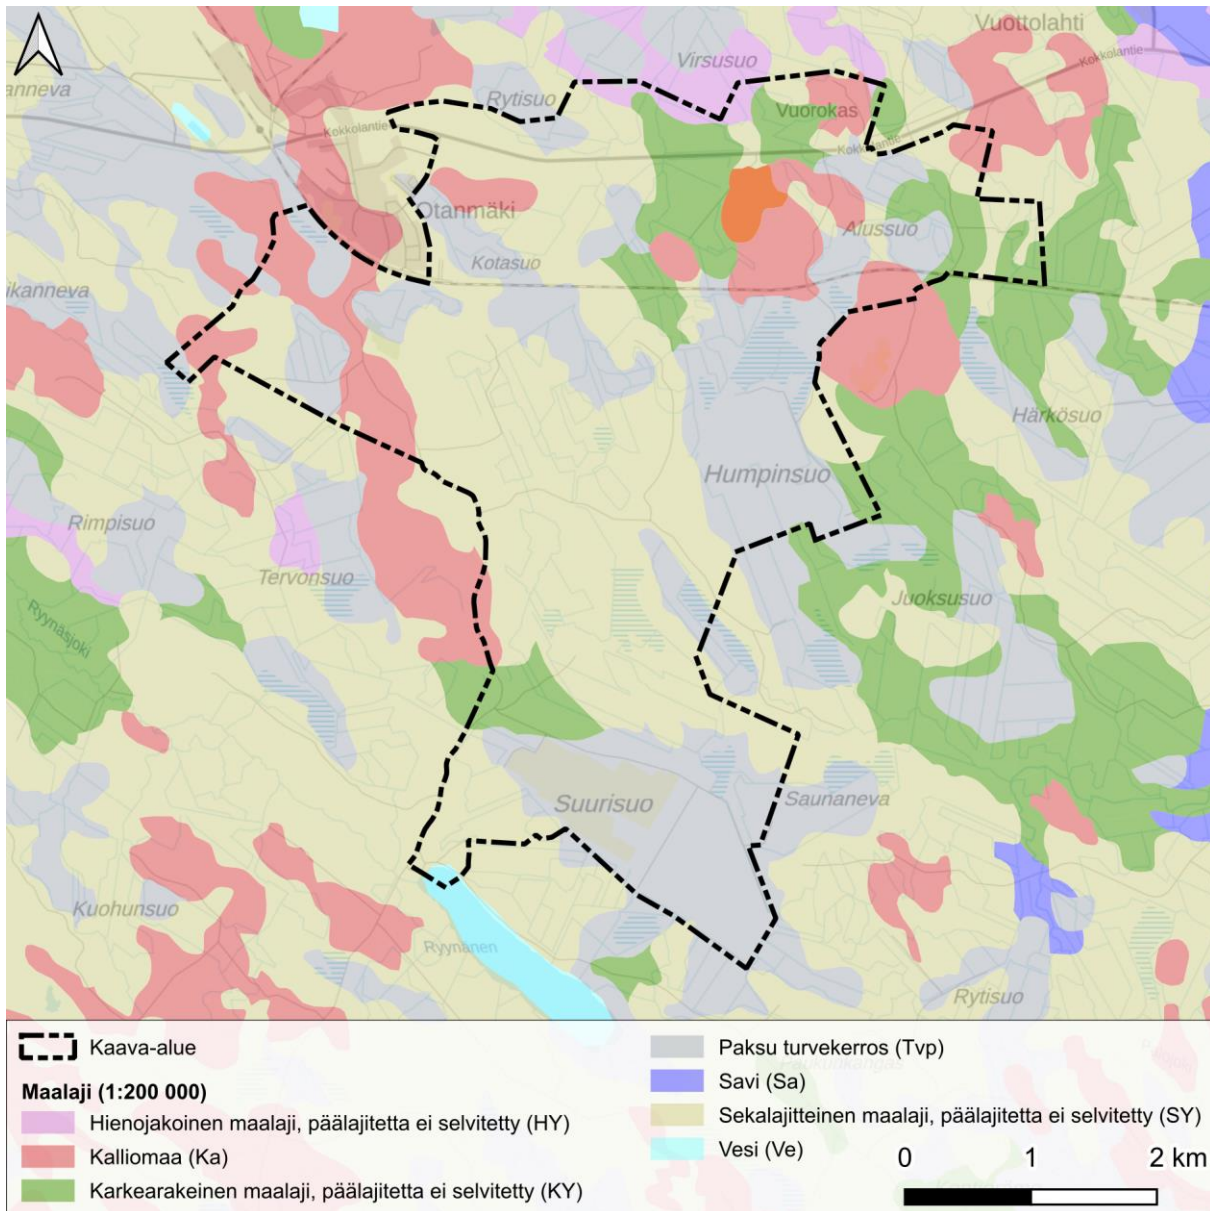 Vuottolahti
Kokkolantie
Virsusuo
anneva
Rytisuo
Vuorokas
Kokkolantie
Kokkolantie
Otanmäki
Alussuo
Kotasuo
ikanneva
Härkösuo
Humpinsuo
Rimpisuo
Tervonsuo
Juoksusuo
Ryynäsjoki
Suurisuo
Saunaneva
Kuohunsuo
Ryynänen
Rytisuo
Kaava-alue
Maalaji (1:200 000)
Hienojakoinen maalaji, päälajitetta ei selvitetty (HY)
Kalliomaa (Ka)
Karkearakeinen maalaji, päälajitetta ei selvitetty (KY)
Paksu turvekerros (Tvp)
Savi (Sa)
Sekalajitteinen maalaji, päälajitetta ei selvitetty (SY)
Vesi (Ve)
0 1 2 km